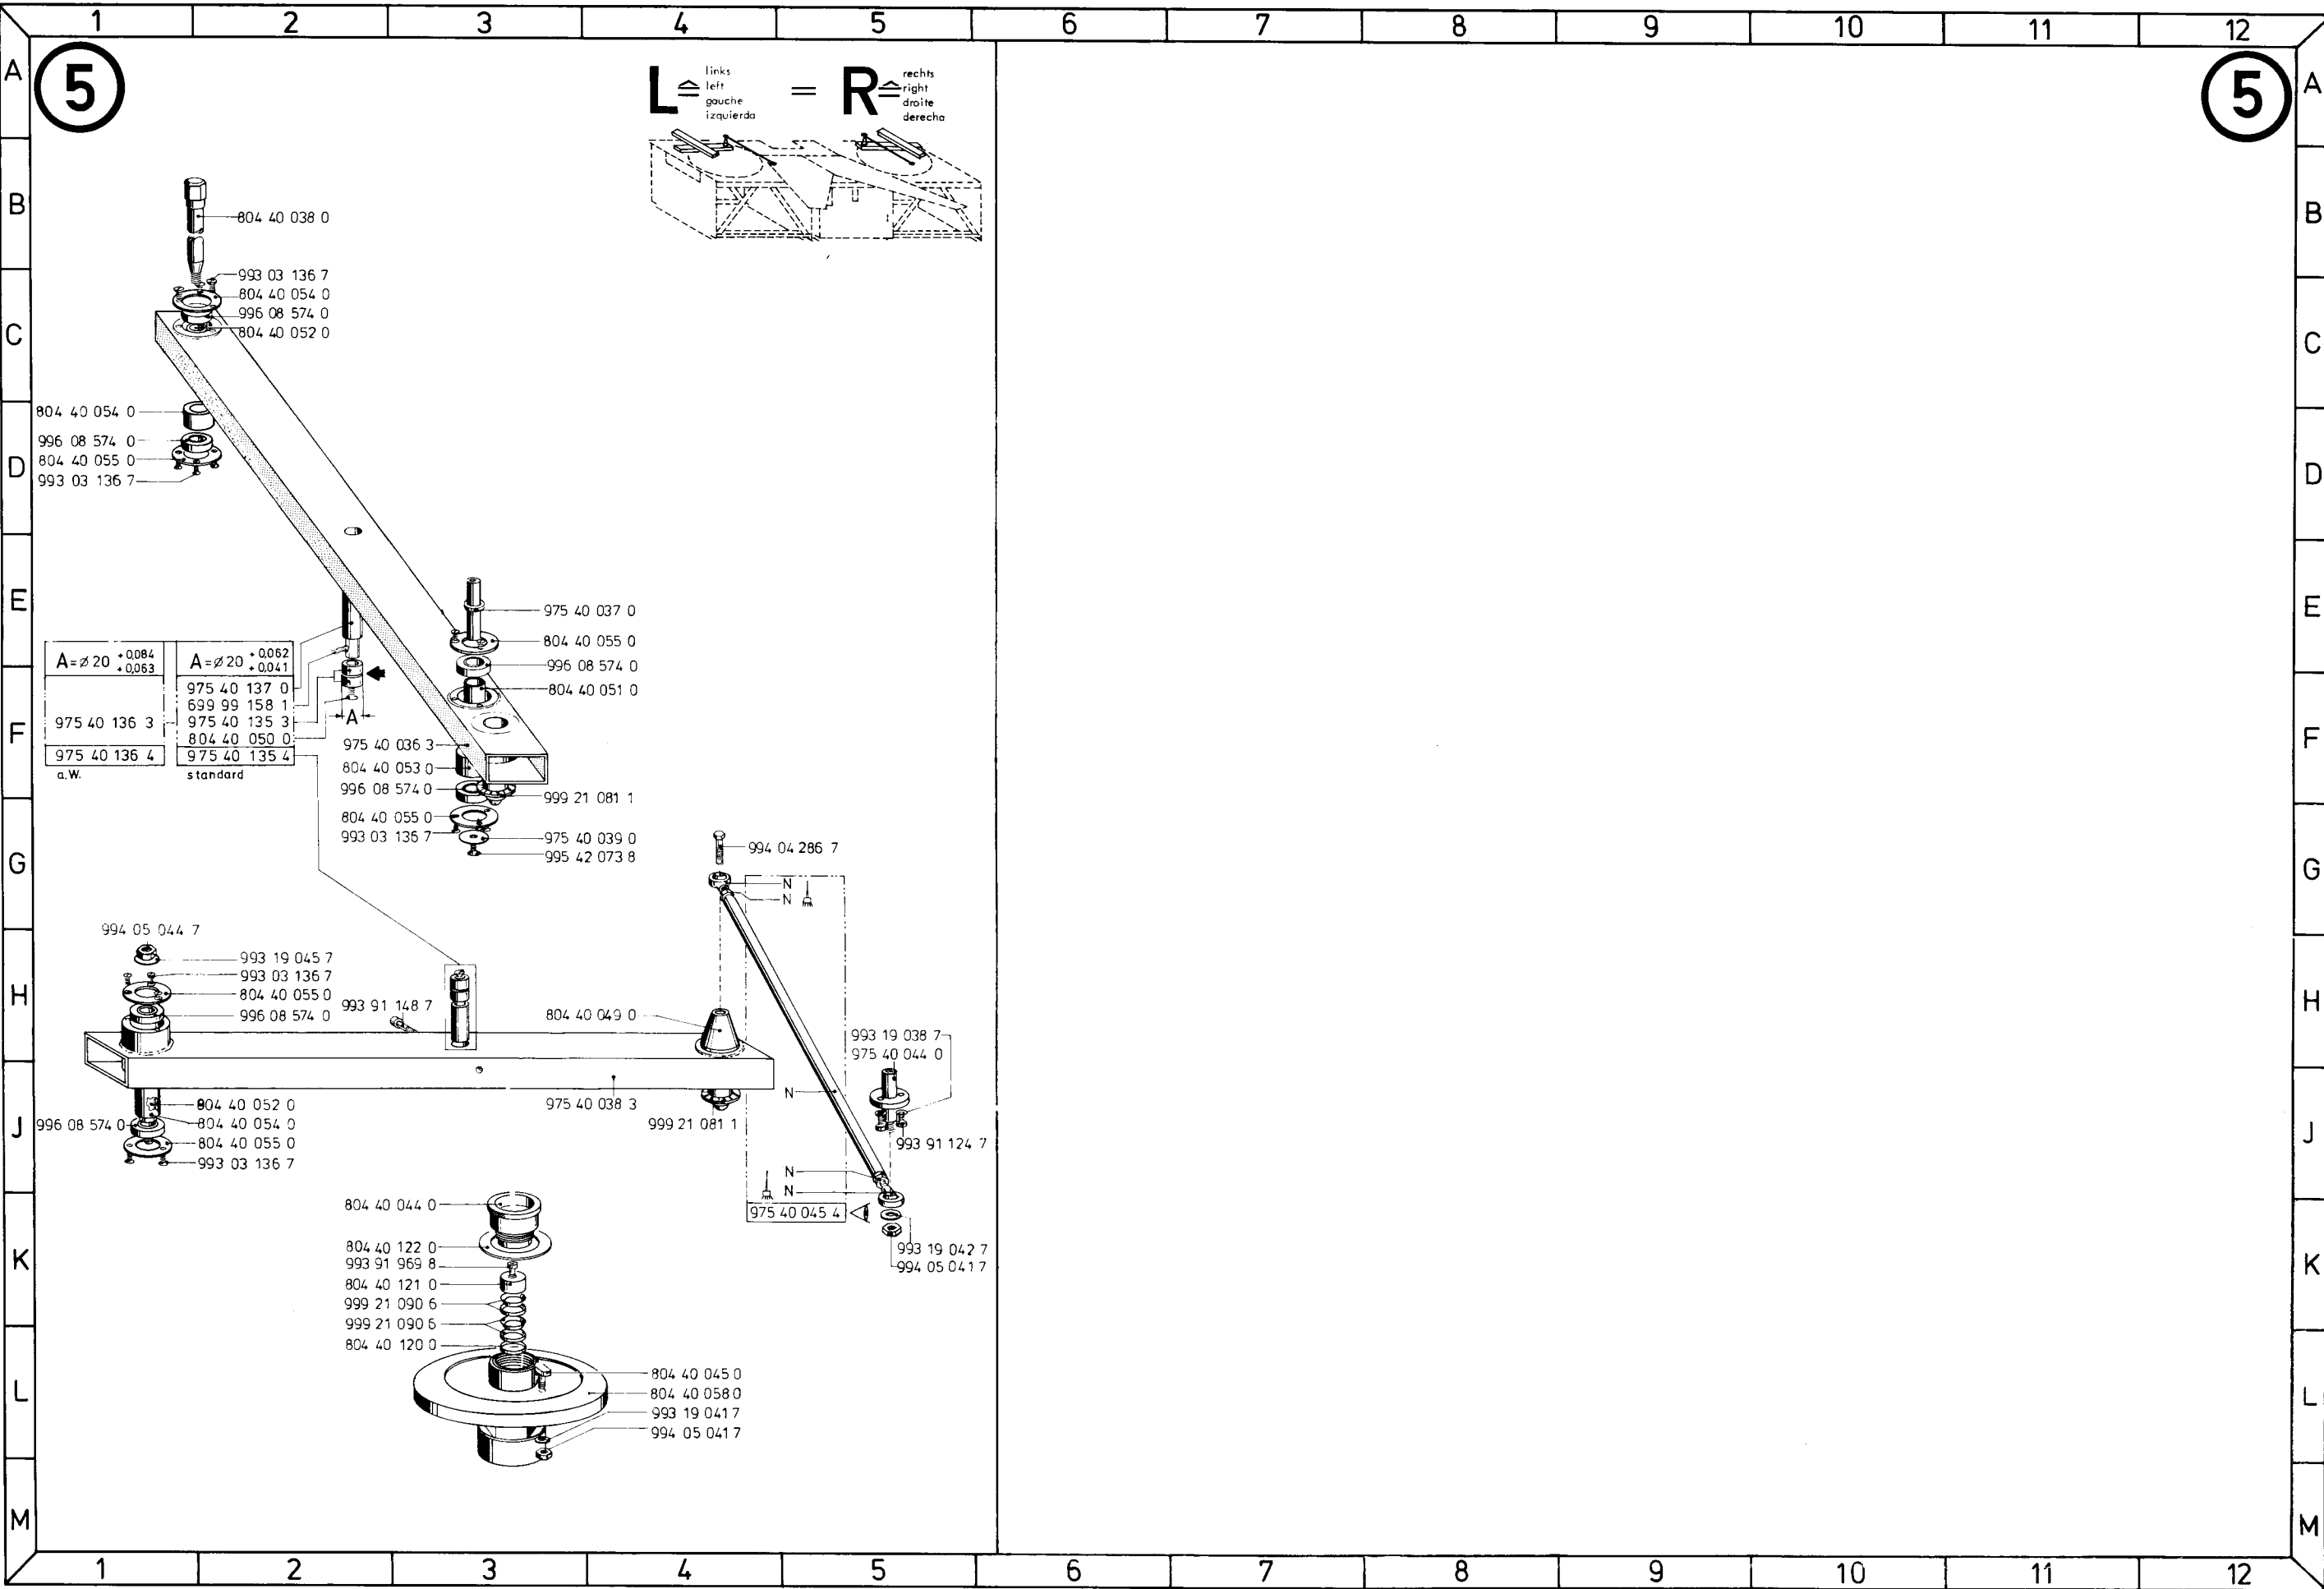 1 2 3 4 5 6 7 8 9 10 11 12
A A
5 5
L ≙ links
left
gauche
izquierda
=
R ≙ rechts
right
droite
derecha
B B
804 40 038 0
993 03 136 7
804 40 054 0
996 08 574 0
804 40 052 0
C C
804 40 054 0
996 08 574 0
804 40 055 0
993 03 136 7
D D
E E
975 40 037 0
804 40 055 0
996 08 574 0
804 40 051 0
A=⌀20 +0,084 +0,063
A=⌀20 +0,062 +0,041
975 40 137 0
699 99 158 1
975 40 136 3
975 40 135 3
804 40 050 0
975 40 136 4
975 40 135 4
a.W.
standard
A
F F
975 40 036 3
804 40 053 0
996 08 574 0
999 21 081 1
804 40 055 0
993 03 136 7
975 40 039 0
995 42 073 8
G G
994 04 286 7
N
N
994 05 044 7
993 19 045 7
993 03 136 7
804 40 055 0
996 08 574 0
993 91 148 7
804 40 049 0
H H
993 19 038 7
975 40 044 0
N
804 40 052 0
804 40 054 0
996 08 574 0
804 40 055 0
993 03 136 7
975 40 038 3
999 21 081 1
993 91 124 7
J J
N
N
975 40 045 4
993 19 042 7
994 05 041 7
804 40 044 0
804 40 122 0
993 91 969 8
804 40 121 0
999 21 090 6
999 21 090 6
804 40 120 0
K K
804 40 045 0
804 40 058 0
993 19 041 7
994 05 041 7
L L
M M
1 2 3 4 5 6 7 8 9 10 11 12